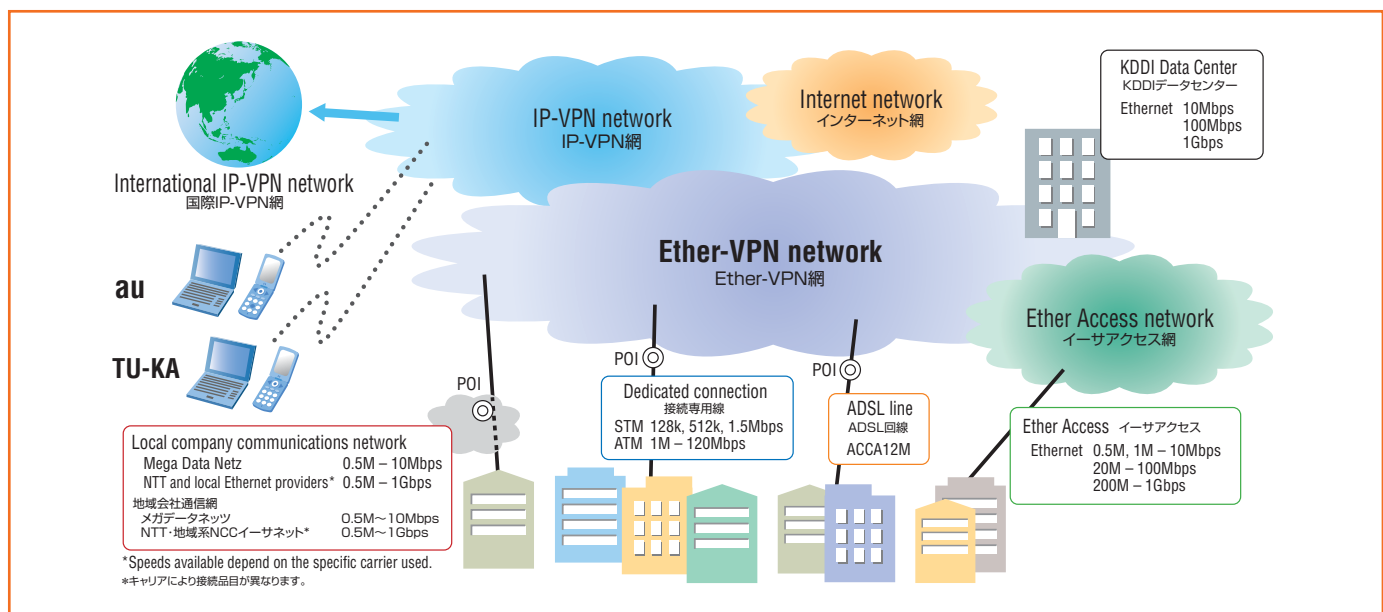 IP-VPN network
IP-VPN網
Internet network
インターネット網
KDDI Data Center
KDDIデータセンター
Ethernet 10Mbps
100Mbps
1Gbps
International IP-VPN network
国際IP-VPN網
Ether-VPN network
Ether-VPN網
au
TU-KA
Ether Access network
イーサアクセス網
POI
POI
POI
Dedicated connection
接続専用線
STM 128k, 512k, 1.5Mbps
ATM 1M – 120Mbps
ADSL line
ADSL回線
ACCA12M
Ether Access イーサアクセス
Ethernet 0.5M, 1M – 10Mbps
20M – 100Mbps
200M – 1Gbps
Local company communications network
Mega Data Netz 0.5M – 10Mbps
NTT and local Ethernet providers* 0.5M – 1Gbps
地域会社通信網
メガデータネッツ 0.5M～10Mbps
NTT・地域系NCCイーサネット* 0.5M～1Gbps
*Speeds available depend on the specific carrier used.
*キャリアにより接続品目が異なります。